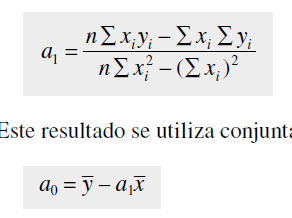 a₁ = (n Σ xᵢyᵢ − Σ xᵢ Σ yᵢ) / (n Σ xᵢ² − (Σ xᵢ)²)
Este resultado se utiliza conjunta
a₀ = y̅ − a₁x̅